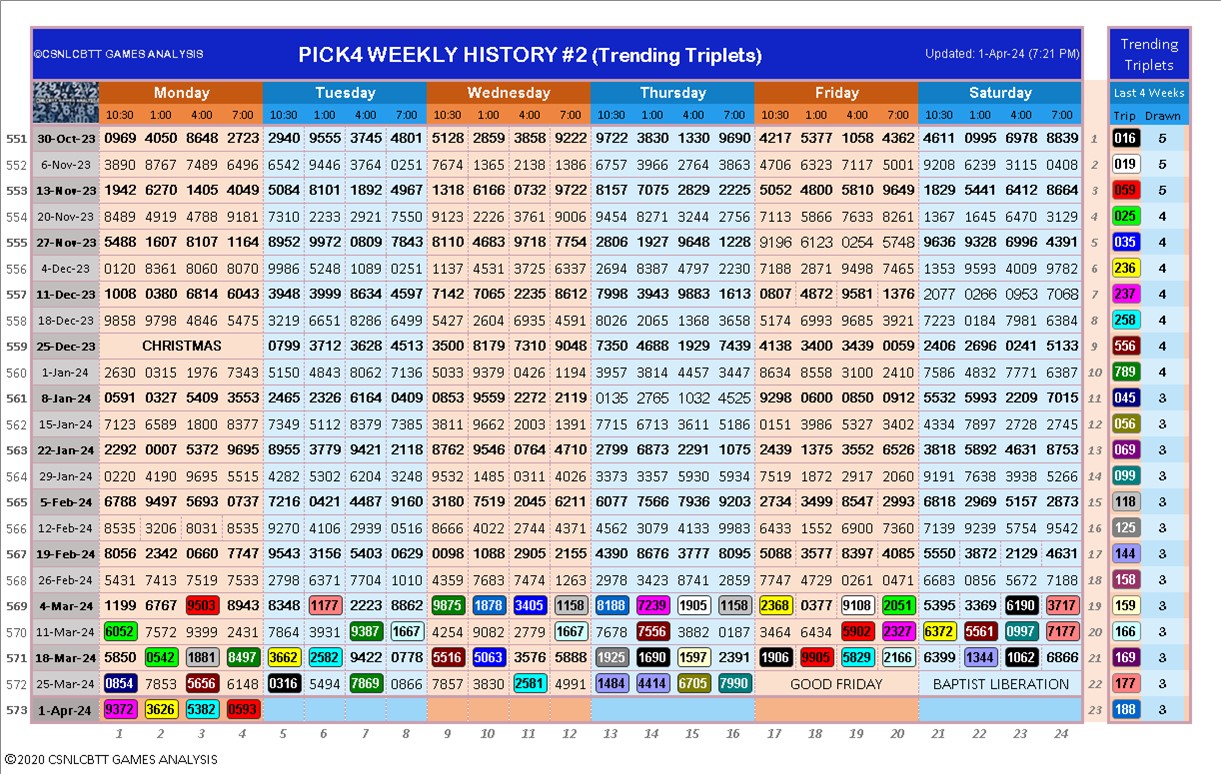 ©CSNLCBTT GAMES ANALYSIS PICK4 WEEKLY HISTORY #2 (Trending Triplets) Updated: 1-Apr-24 (7:21 PM) Trending
Triplets
Monday Tuesday Wednesday Thursday Friday Saturday Last 4 Weeks
10:30 1:00 4:00 7:00 10:30 1:00 4:00 7:00 10:30 1:00 4:00 7:00 10:30 1:00 4:00 7:00 10:30 1:00 4:00 7:00 10:30 1:00 4:00 7:00 Trip Drawn
551 30-Oct-23 0969 4050 8648 2723 2940 9555 3745 4801 5128 2859 3858 9222 9722 3830 1330 9690 4217 5377 1058 4362 4611 0995 6978 8839 1 016 5
552 6-Nov-23 3890 8767 7489 6496 6542 9446 3764 0251 7674 1365 2138 1386 6757 3966 2764 3863 4706 6323 7117 5001 9208 6239 3115 0408 2 019 5
553 13-Nov-23 1942 6270 1405 4049 5084 8101 1892 4967 1318 6166 0732 9722 8157 7075 2829 2225 5052 4800 5810 9649 1829 5441 6412 8664 3 059 5
554 20-Nov-23 8489 4919 4788 9181 7310 2233 2921 7550 9123 2226 3761 9006 9454 8271 3244 2756 7113 5866 7633 8261 1367 1645 6470 3129 4 025 4
555 27-Nov-23 5488 1607 8107 1164 8952 9972 0809 7843 8110 4683 9718 7754 2806 1927 9648 1228 9196 6123 0254 5748 9636 9328 6996 4391 5 035 4
556 4-Dec-23 0120 8361 8060 8070 9986 5248 1089 0251 1137 4531 3725 6337 2694 8387 4797 2230 7188 2871 9498 7465 1353 9593 4009 9782 6 236 4
557 11-Dec-23 1008 0380 6814 6043 3948 3999 8634 4597 7142 7065 2235 8612 7998 3943 9883 1613 0807 4872 9581 1376 2077 0266 0953 7068 7 237 4
558 18-Dec-23 9858 9798 4846 5475 3219 6651 8286 6499 5427 2604 6935 4591 8026 2065 1368 3658 5174 6993 9685 3921 7223 0184 7981 6384 8 258 4
559 25-Dec-23 CHRISTMAS 0799 3712 3628 4513 3500 8179 7310 9048 7350 4688 1929 7439 4138 3400 3439 0059 2406 2696 0241 5133 9 556 4
560 1-Jan-24 2630 0315 1976 7343 5150 4843 8062 7136 5033 9379 0426 1194 3957 3814 4457 3447 8634 8558 3100 2410 7586 4832 7771 6387 10 789 4
561 8-Jan-24 0591 0327 5409 3553 2465 2326 6164 0409 0853 9559 2272 2119 0135 2765 1032 4525 9298 0600 0850 0912 5532 5993 2209 7015 11 045 3
562 15-Jan-24 7123 6589 1800 8377 7349 5112 8379 7385 3811 9662 2003 1391 7715 6713 3611 5186 0151 3986 5327 3402 4334 7897 2728 2745 12 056 3
563 22-Jan-24 2292 0007 5372 9695 8955 3779 9421 2118 8762 9546 0764 4710 2799 6873 2291 1075 2439 1375 3552 6526 3818 5892 4631 8753 13 069 3
564 29-Jan-24 0220 4190 9695 5515 4282 5302 6204 3248 9532 1485 0311 4026 3373 3357 5930 5934 7519 1872 2917 2060 9191 7638 3938 5266 14 099 3
565 5-Feb-24 6788 9497 5693 0737 7216 0421 4487 9160 3180 7519 2045 6211 6077 7566 7936 9203 2734 3499 8547 2993 6818 2969 5157 2873 15 118 3
566 12-Feb-24 8535 3206 8031 8535 9270 4106 2939 0516 8666 4022 2744 4371 4562 3079 4133 9983 6433 1552 6900 7360 7139 9239 5754 9542 16 125 3
567 19-Feb-24 8056 2342 0660 7747 9543 3156 5403 0629 0098 1088 2905 2155 4390 8676 3777 8095 5088 3577 8397 4085 5550 3872 2129 4631 17 144 3
568 26-Feb-24 5431 7413 7519 7533 2798 6371 7704 1010 4359 7683 7474 1263 2978 3423 8741 2859 7747 4729 0261 0471 6683 0856 5672 7188 18 158 3
569 4-Mar-24 1199 6767 9503 8943 8348 1177 2223 8862 9875 1878 3405 1158 8188 7239 1905 1158 2368 0377 9108 2051 5395 3369 6190 3717 19 159 3
570 11-Mar-24 6052 7572 9399 2431 7864 3931 9387 1667 4254 9082 2779 1667 7678 7556 3882 0187 3464 6434 5902 2327 6372 5561 0997 7177 20 166 3
571 18-Mar-24 5850 0542 1881 8497 3662 2582 9422 0778 5516 5063 3576 5888 1925 1690 1597 2391 1906 9905 5829 2166 6399 1344 1062 6866 21 169 3
572 25-Mar-24 0854 7853 5656 6148 0316 5494 7869 0866 7857 3830 2581 4991 1484 4414 6705 7990 GOOD FRIDAY BAPTIST LIBERATION 22 177 3
573 1-Apr-24 9372 3626 5382 0593 23 188 3
1 2 3 4 5 6 7 8 9 10 11 12 13 14 15 16 17 18 19 20 21 22 23 24
©2020 CSNLCBTT GAMES ANALYSIS